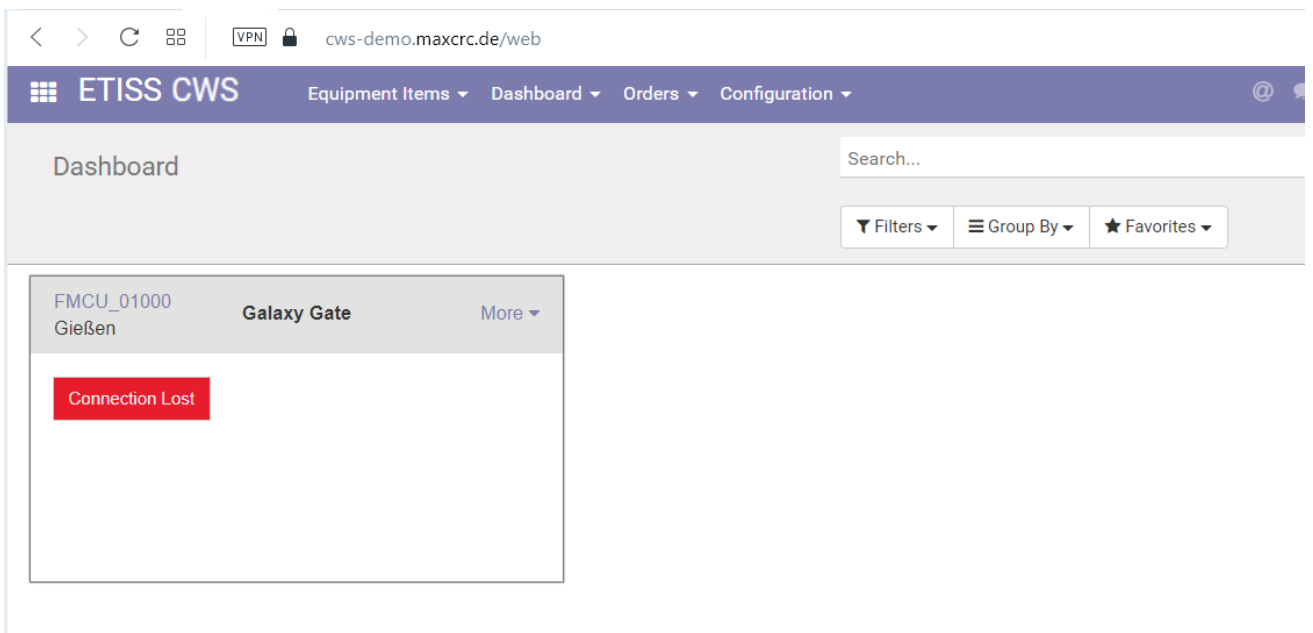 VPN cws-demo.maxcrc.de/web
ETISS CWS Equipment Items Dashboard Orders Configuration @
Dashboard
Search...
Filters Group By Favorites
FMCU_01000
Gießen
Galaxy Gate
More
Connection Lost